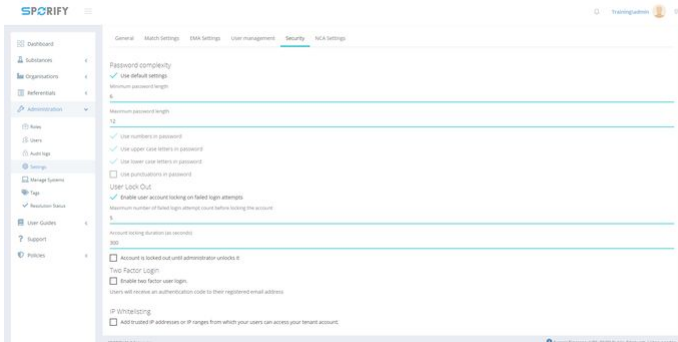 SPORIFY
Training\admin
Dashboard
Substances
Organisations
Referentials
Administration
Roles
Users
Audit logs
Settings
Manage Systems
Tags
Resolution Status
User Guides
Support
Policies
General Match Settings EMA Settings User management Security NCA Settings
Password complexity
Use default settings
Minimum password length
6
Maximum password length
12
Use numbers in password
Use upper case letters in password
Use lower case letters in password
Use punctuations in password
User Lock Out
Enable user account locking on failed login attempts
Maximum number of failed login attempt count before locking the account
5
Account locking duration (as seconds)
300
Account is locked out until administrator unlocks it
Two Factor Login
Enable two factor user login.
Users will receive an authentication code to their registered email address
IP Whitelisting
Add trusted IP addresses or IP ranges from which your users can access your tenant account.